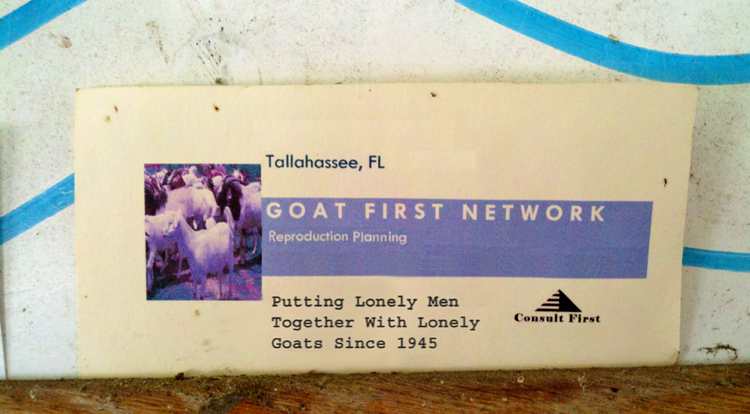 Tallahassee, FL
GOAT FIRST NETWORK
Reproduction Planning
Putting Lonely Men
Together With Lonely
Goats Since 1945
Consult First